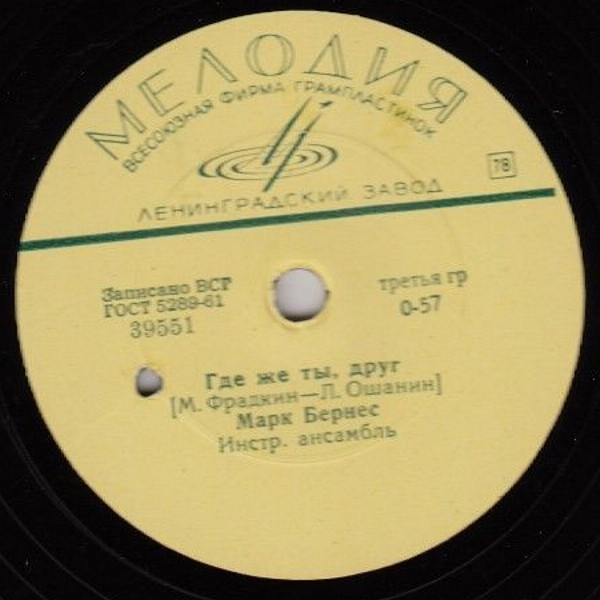 МЕЛОДИЯ
ВСЕСОЮЗНАЯ ФИРМА ГРАМПЛАСТИНОК
ЛЕНИНГРАДСКИЙ ЗАВОД
78
Записано ВСГ
ГОСТ 5289-61
39551
третья гр
0-57
Где же ты, друг
[М. Фрадкин—Л. Ошанин]
Марк Бернес
Инстр. ансамбль